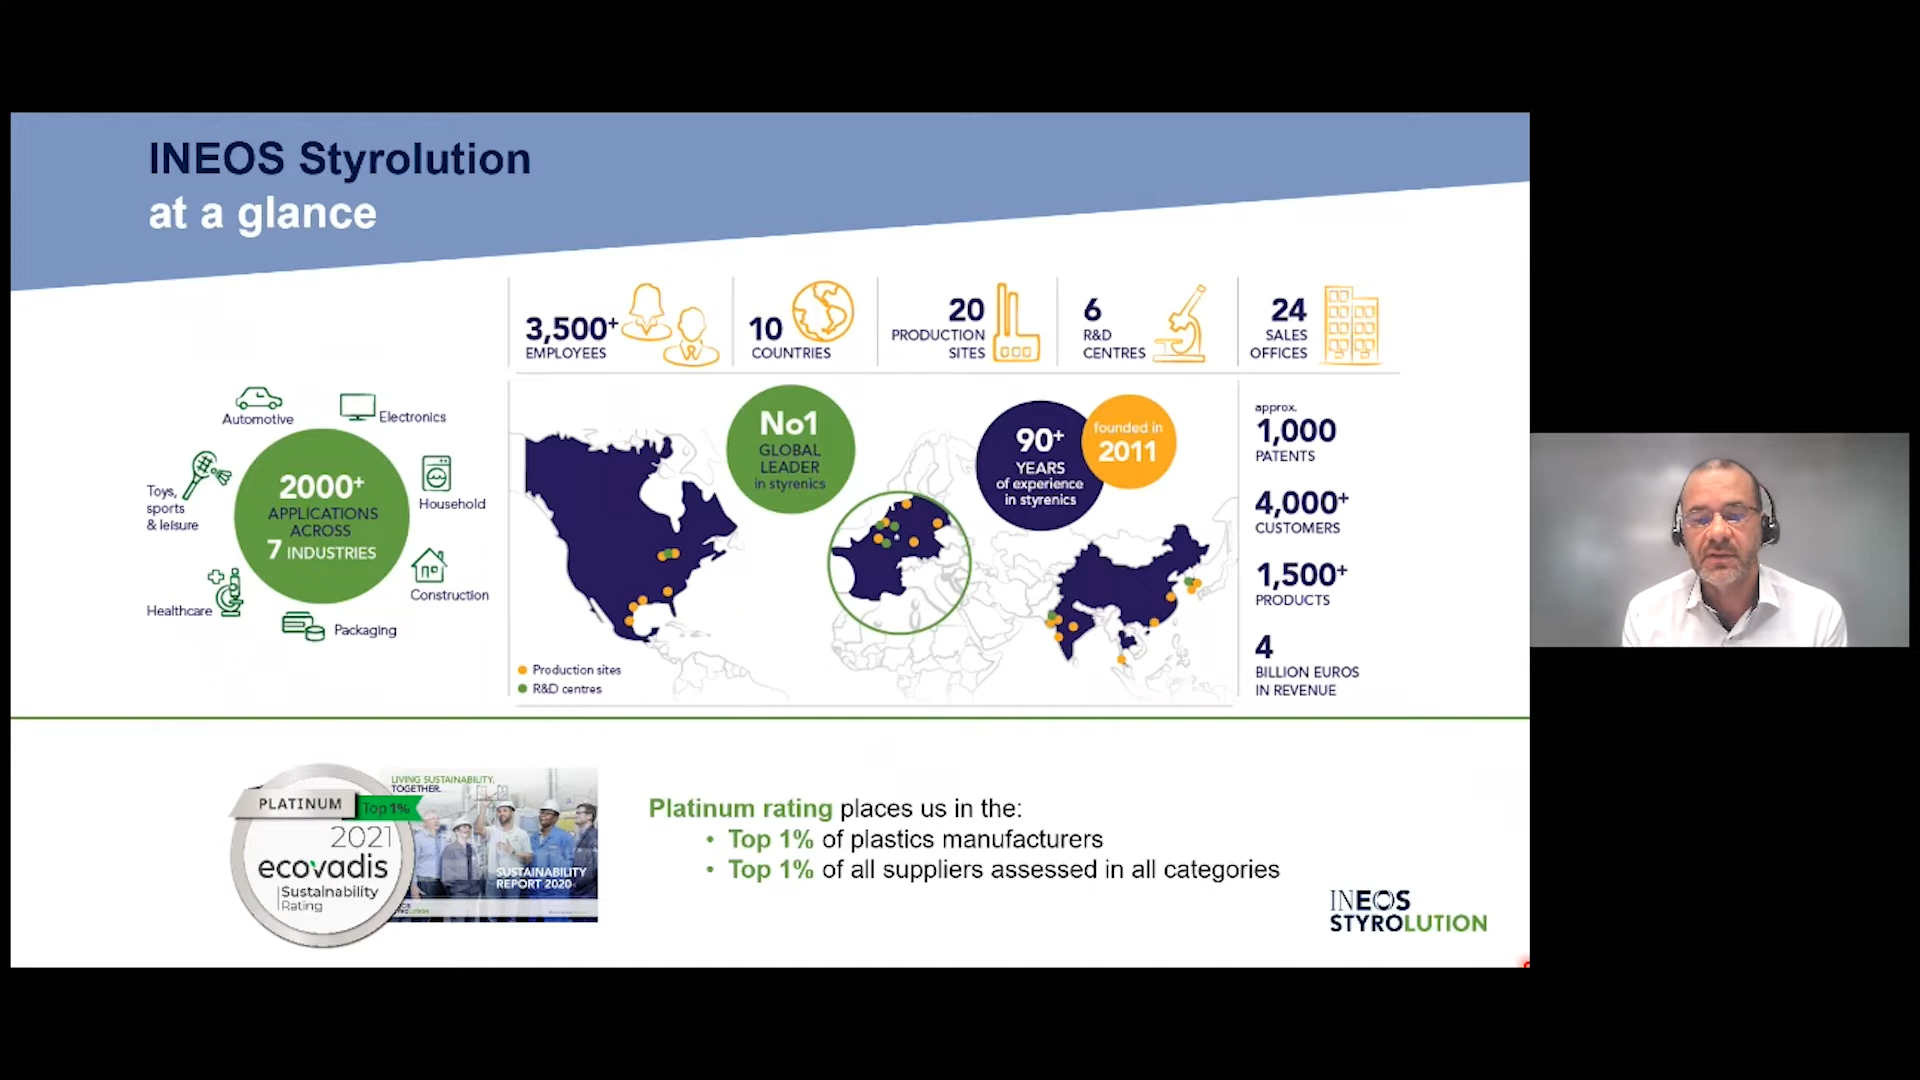 INEOS Styrolution
at a glance
3,500+
EMPLOYEES
10
COUNTRIES
20
PRODUCTION
SITES
6
R&D
CENTRES
24
SALES
OFFICES
Automotive
Electronics
Toys,
sports
& leisure
Household
2000+
APPLICATIONS
ACROSS
7 INDUSTRIES
Healthcare
Construction
Packaging
No1
GLOBAL
LEADER
in styrenics
90+
YEARS
of experience
in styrenics
founded in
2011
Production sites
R&D centres
approx.
1,000
PATENTS
4,000+
CUSTOMERS
1,500+
PRODUCTS
4
BILLION EUROS
IN REVENUE
PLATINUM
Top 1%
2021
ecovadis
Sustainability
Rating
LIVING SUSTAINABILITY.
TOGETHER.
SUSTAINABILITY
REPORT 2020
Platinum rating places us in the:
• Top 1% of plastics manufacturers
• Top 1% of all suppliers assessed in all categories
INEOS
STYROLUTION